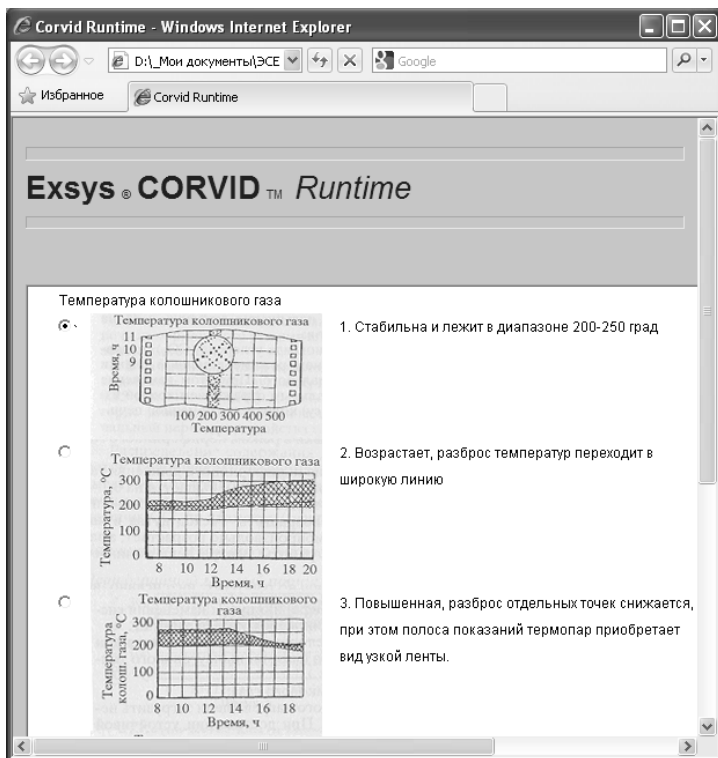 Corvid Runtime - Windows Internet Explorer
D:\_Мои документы\ЭСЕ
Google
Избранное
Corvid Runtime
Exsys ® CORVID TM Runtime
Температура колошникового газа
Температура колошникового газа
Время, ч
11
10
9
100 200 300 400 500
Температура
1. Стабильна и лежит в диапазоне 200-250 град
Температура колошникового газа
Температура, °C
300
200
100
0
8 10 12 14 16 18 20
Время, ч
2. Возрастает, разброс температур переходит в
широкую линию
Температура колошникового
газа
Температура
колош. газа, °C
300
200
100
0
8 10 12 14 16 18
Время, ч
3. Повышенная, разброс отдельных точек снижается,
при этом полоса показаний термопар приобретает
вид узкой ленты.